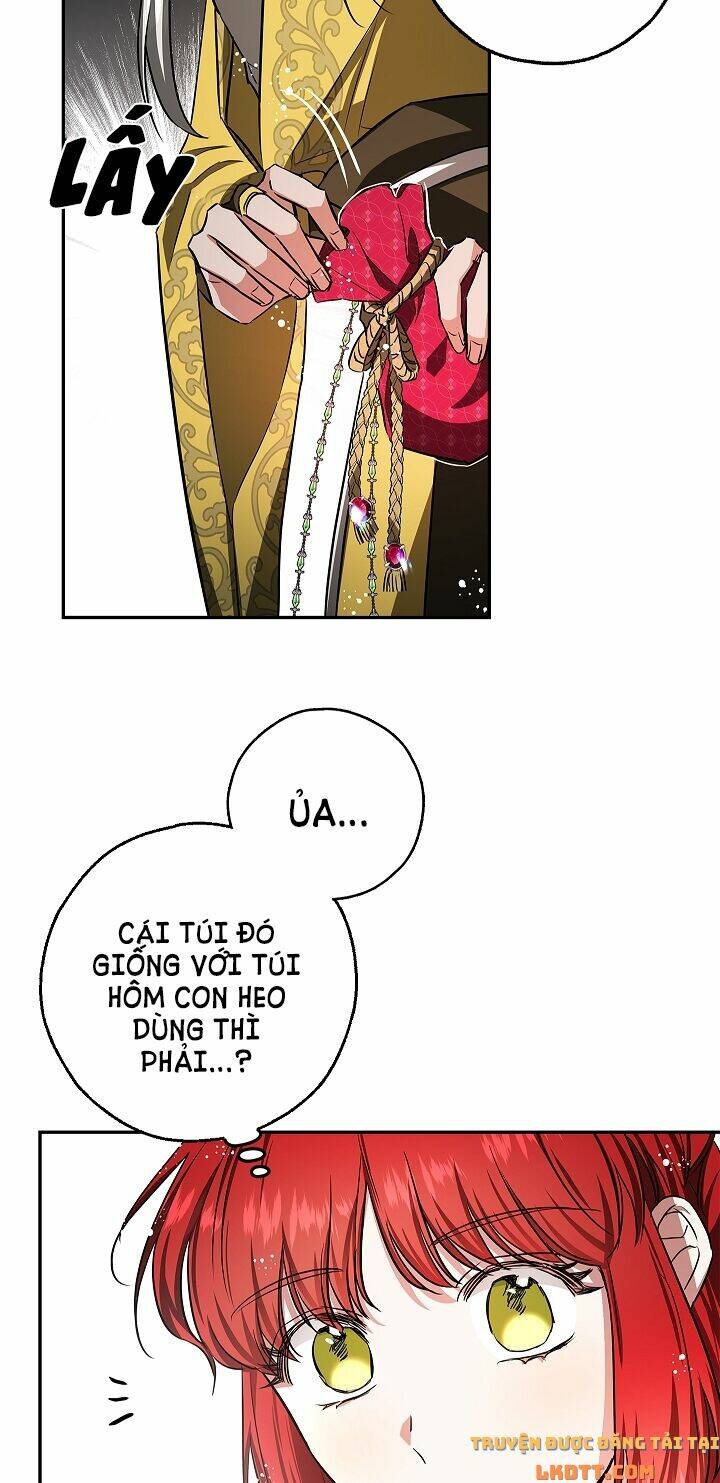 LẤY
ỦA...
CÁI TÚI ĐÓ
GIỐNG VỚI TÚI
HÔM CON HEO
DÙNG THÌ
PHẢI...?
TRUYỆN ĐƯỢC ĐĂNG TẢI TẠI
LKDTT.COM